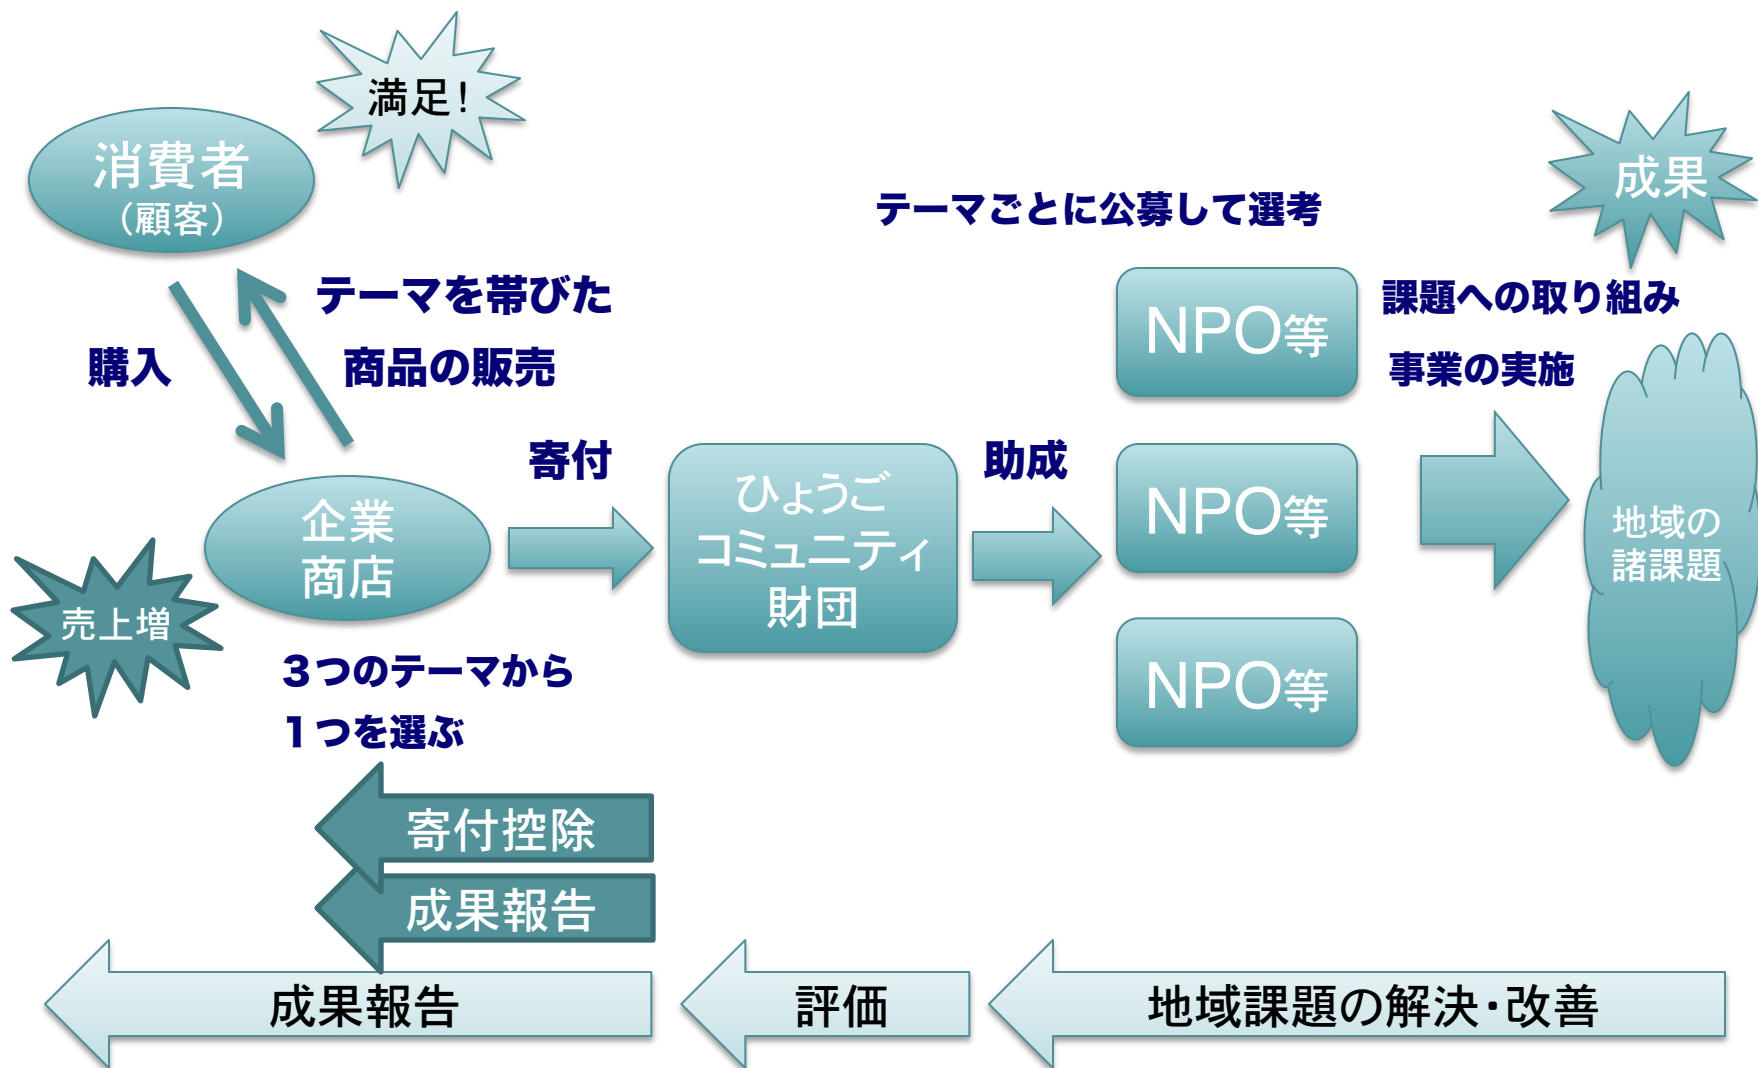 満足！
消費者
（顧客）
成果
テーマごとに公募して選考
テーマを帯びた
商品の販売
購入
NPO等
課題への取り組み
事業の実施
寄付
助成
企業
商店
ひょうご
コミュニティ
財団
NPO等
地域の
諸課題
売上増
３つのテーマから
１つを選ぶ
NPO等
寄付控除
成果報告
成果報告
評価
地域課題の解決・改善